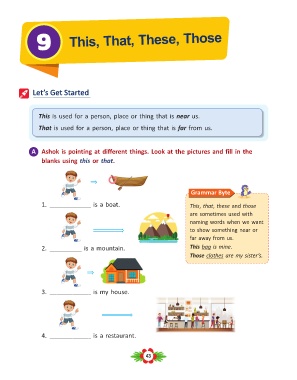 9
This, That, These, Those
Let's Get Started
This is used for a person, place or thing that is near us.
That is used for a person, place or thing that is far from us.
A Ashok is pointing at different things. Look at the pictures and fill in the
blanks using this or that.
1. ____________ is a boat.
2. __________ is a mountain.
3. ____________ is my house.
4. ____________ is a restaurant.
Grammar Byte
This, that, these and those
are sometimes used with
naming words when we want
to show something near or
far away from us.
This bag is mine.
Those clothes are my sister's.
43